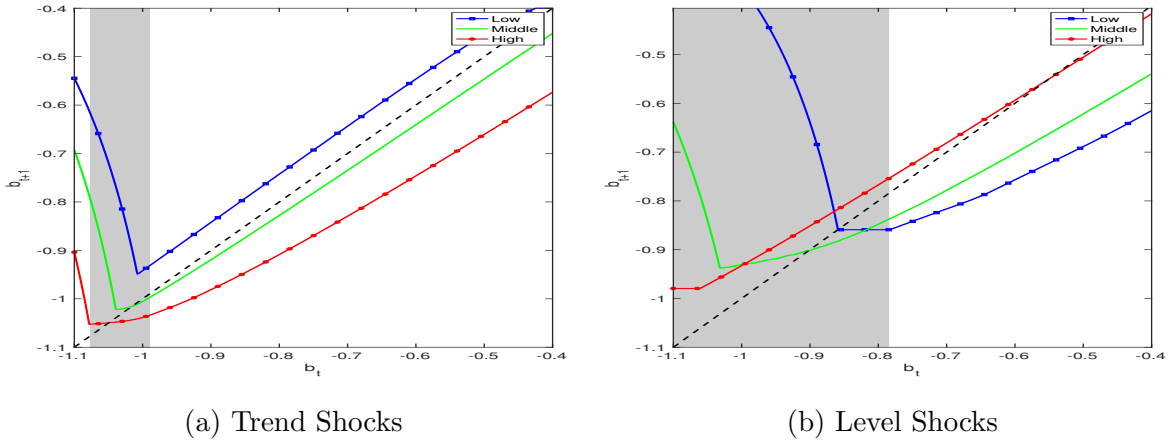 -0.4
-0.5
-0.6
-0.7
-0.8
-0.9
-1
-1.1
b_{t+1}
-1.1 -1 -0.9 -0.8 -0.7 -0.6 -0.5 -0.4
b_t
Low
Middle
High
(a) Trend Shocks
-0.5
-0.6
-0.7
-0.8
-0.9
-1
-1.1
b_{t+1}
-1.1 -1 -0.9 -0.8 -0.7 -0.6 -0.5 -0.4
b_t
Low
Middle
High
(b) Level Shocks